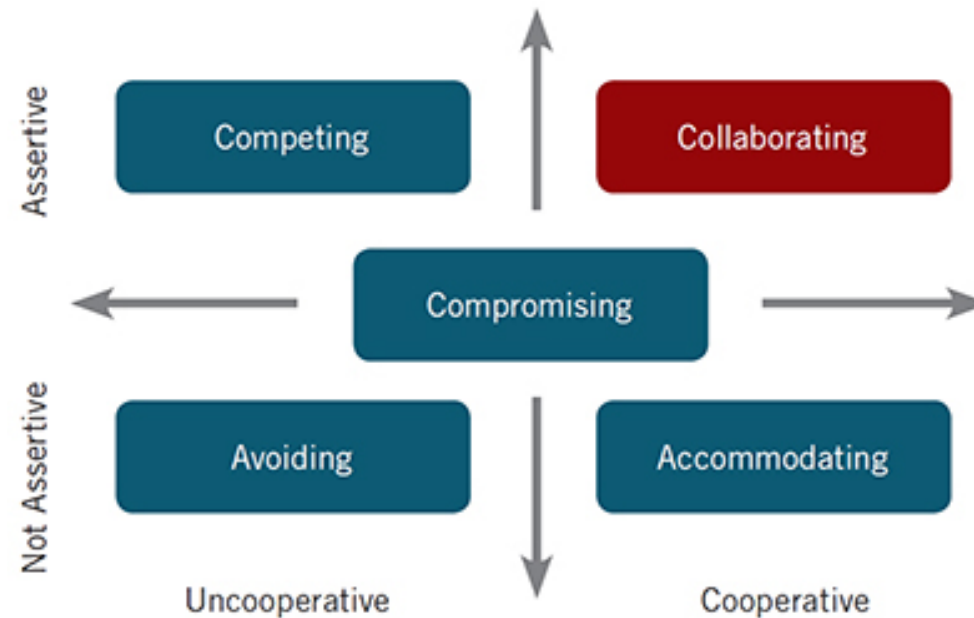 Assertive
Competing
Collaborating
Compromising
Not Assertive
Avoiding
Accommodating
Uncooperative
Cooperative